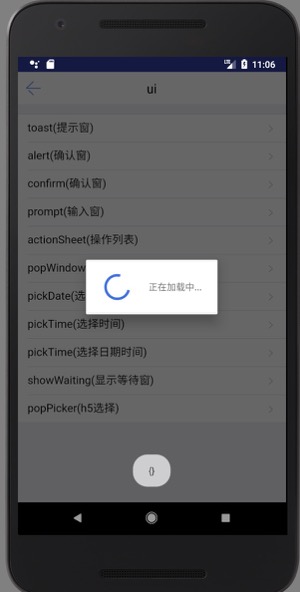 11:06
ui
toast(提示窗)
alert(确认窗)
confirm(确认窗)
prompt(输入窗)
actionSheet(操作列表)
popWindow
正在加载中...
pickDate(选
pickTime(选择时间)
pickTime(选择日期时间)
showWaiting(显示等待窗)
popPicker(h5选择)
{}